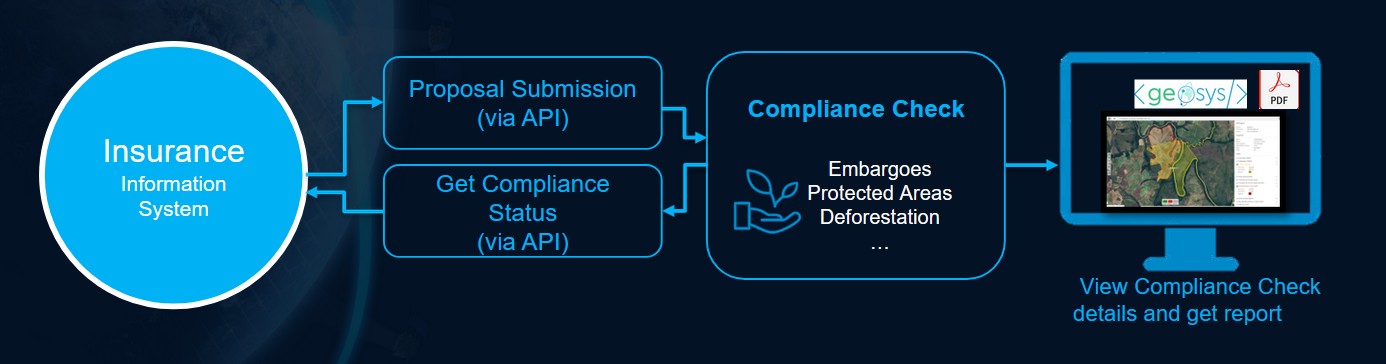 Insurance
Information
System
Proposal Submission
(via API)
Get Compliance
Status
(via API)
Compliance Check
Embargoes
Protected Areas
Deforestation
...
<geosys/>
PDF
View Compliance Check
details and get report